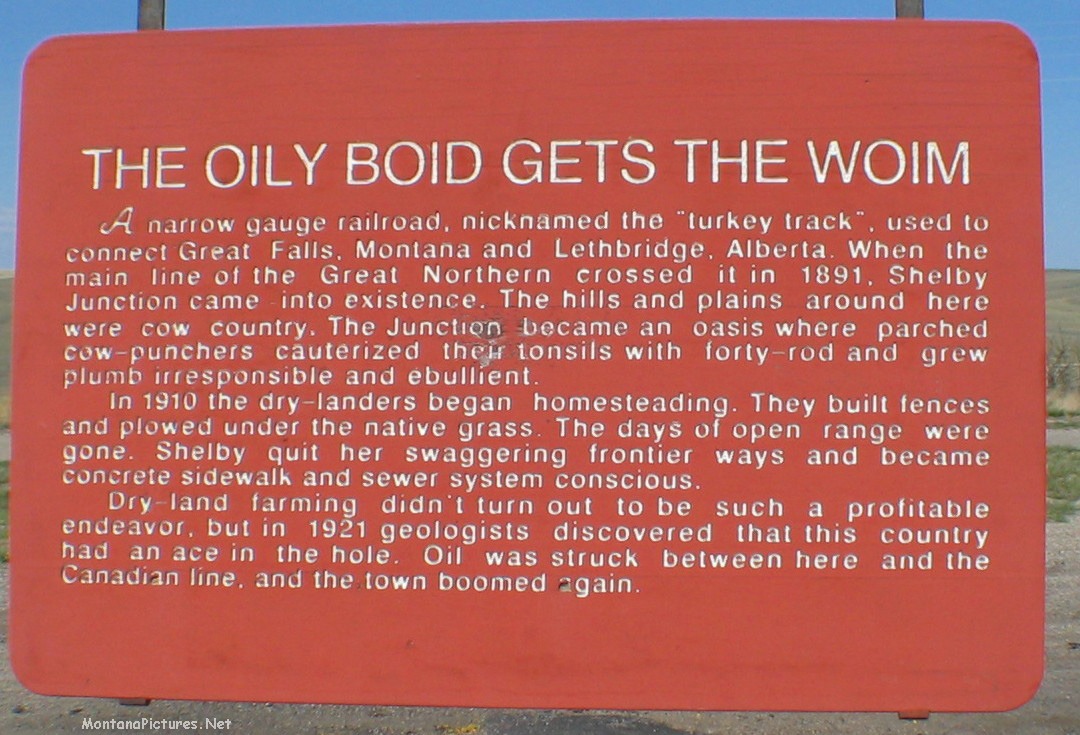 THE OILY BOID GETS THE WOIM
A narrow gauge railroad, nicknamed the "turkey track", used to
connect Great Falls, Montana and Lethbridge, Alberta. When the
main line of the Great Northern crossed it in 1891, Shelby
Junction came into existence. The hills and plains around here
were cow country. The Junction became an oasis where parched
cow-punchers cauterized their tonsils with forty-rod and grew
plumb irresponsible and ebullient.
In 1910 the dry-landers began homesteading. They built fences
and plowed under the native grass. The days of open range were
gone. Shelby quit her swaggering frontier ways and became
concrete sidewalk and sewer system conscious.
Dry-land farming didn't turn out to be such a profitable
endeavor, but in 1921 geologists discovered that this country
had an ace in the hole. Oil was struck between here and the
Canadian line, and the town boomed again.
MontanaPictures.Net